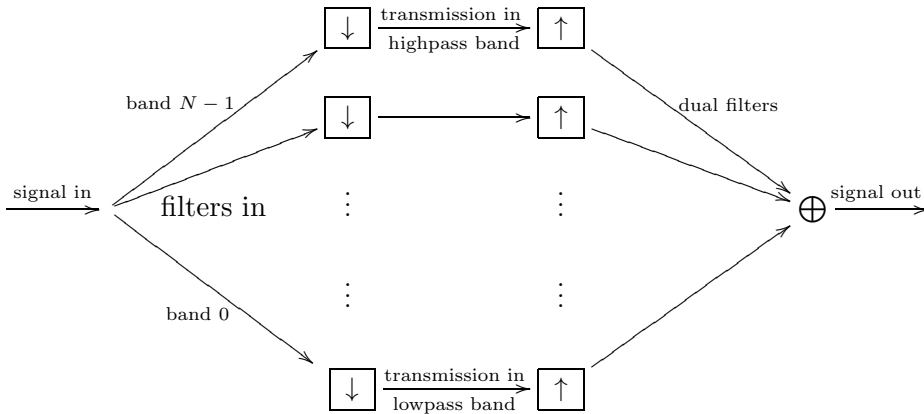 transmission in
highpass band
↓
↑
band N − 1
dual filters
↓
↑
signal in
filters in
⋮
⋮
⊕
signal out
⋮
⋮
band 0
transmission in
lowpass band
↓
↑